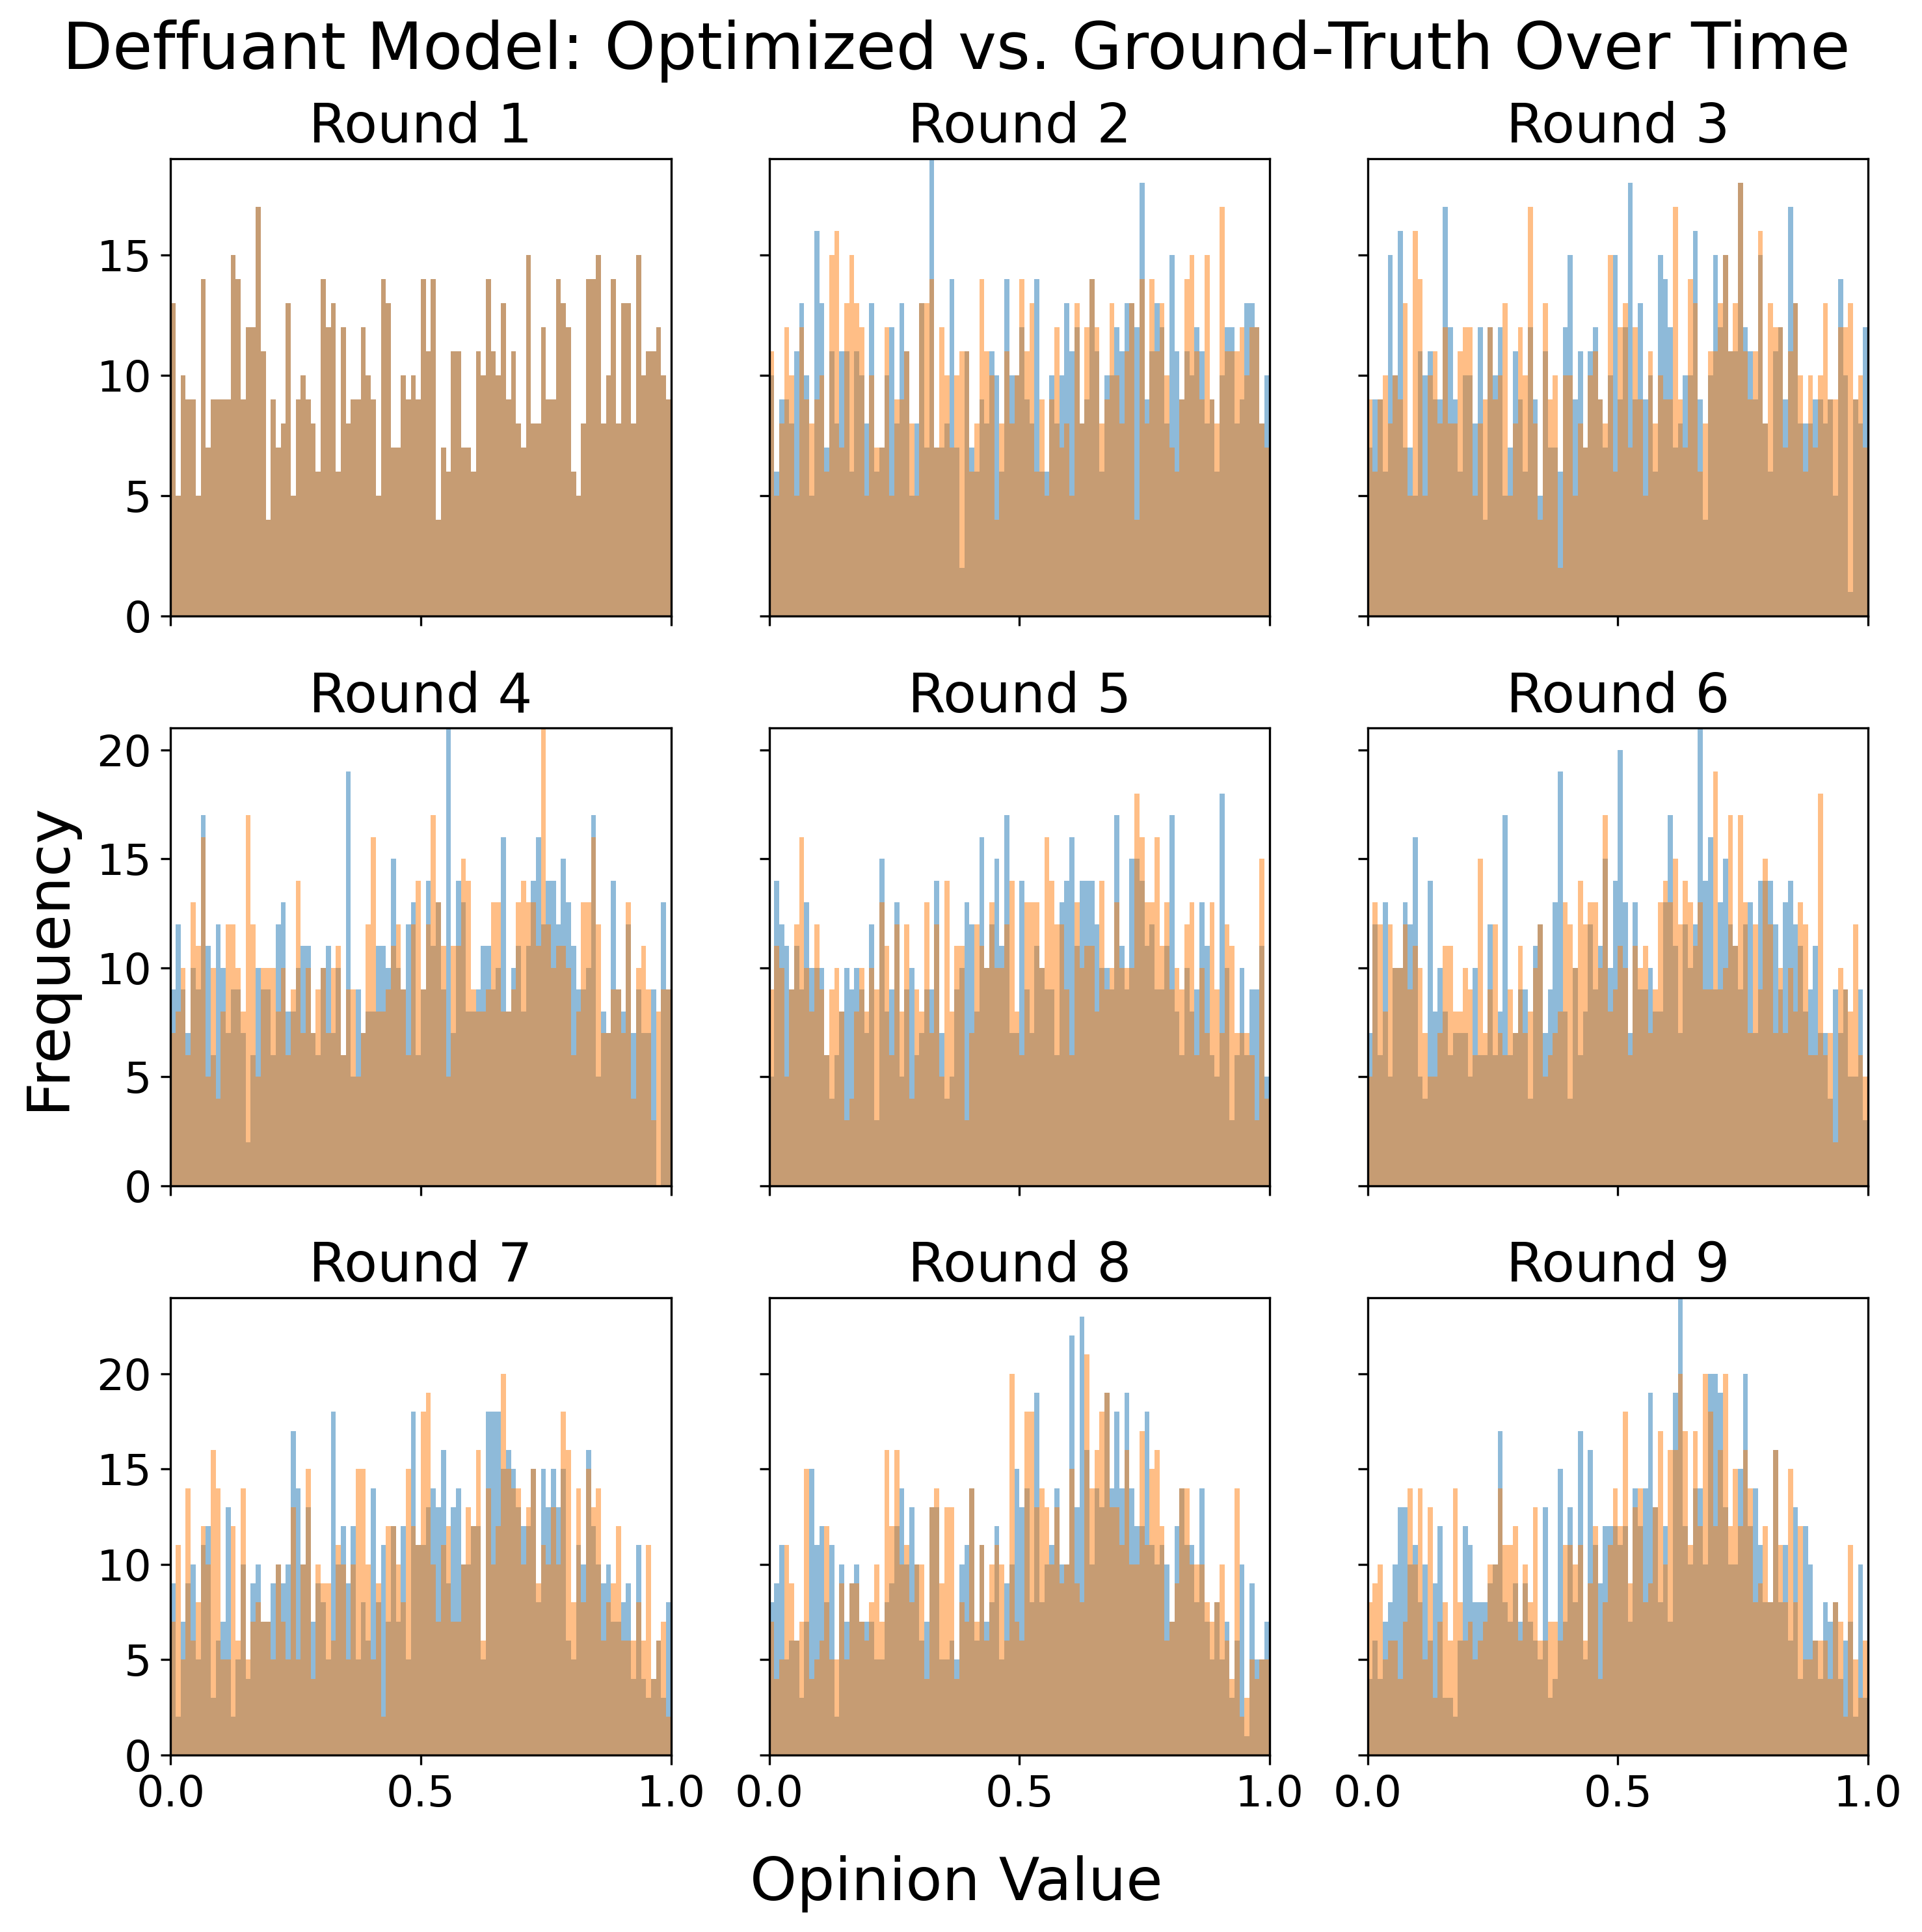 Deffuant Model: Optimized vs. Ground-Truth Over Time
Round 1
Round 2
Round 3
15
10
5
0
Round 4
Round 5
Round 6
20
15
10
5
0
Frequency
Round 7
Round 8
Round 9
20
15
10
5
0
0.0 0.5 1.0 0.0 0.5 1.0 0.0 0.5 1.0
Opinion Value